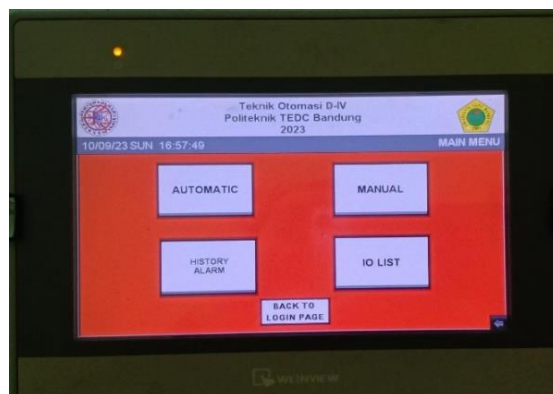 Teknik Otomasi D-IV
Politeknik TEDC Bandung
2023
10/09/23 SUN 16:57:49 MAIN MENU
AUTOMATIC MANUAL
HISTORY
ALARM
IO LIST
BACK TO
LOGIN PAGE
WEINVIEW